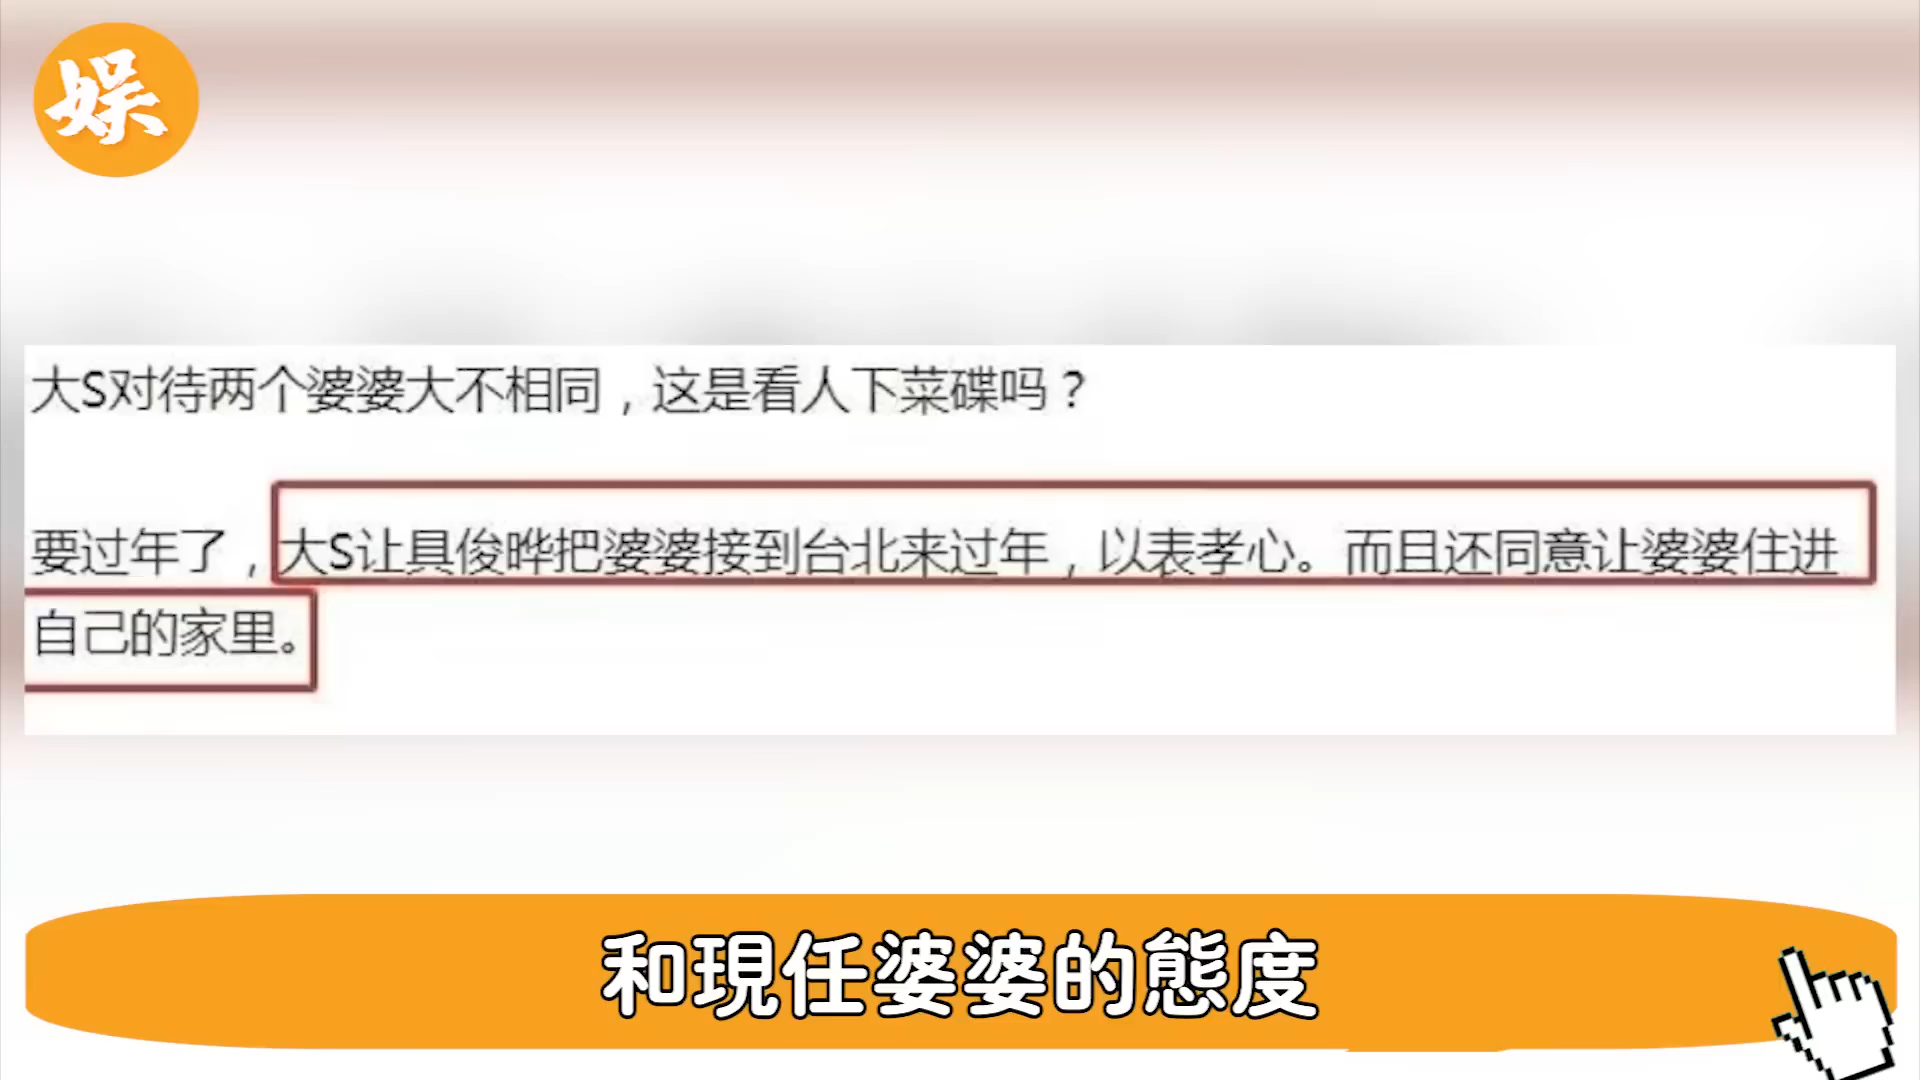 娱
大S对待两个婆婆大不相同，这是看人下菜碟吗？
要过年了，大S让具俊晔把婆婆接到台北来过年，以表孝心。而且还同意让婆婆住进
自己的家里。
和現任婆婆的態度